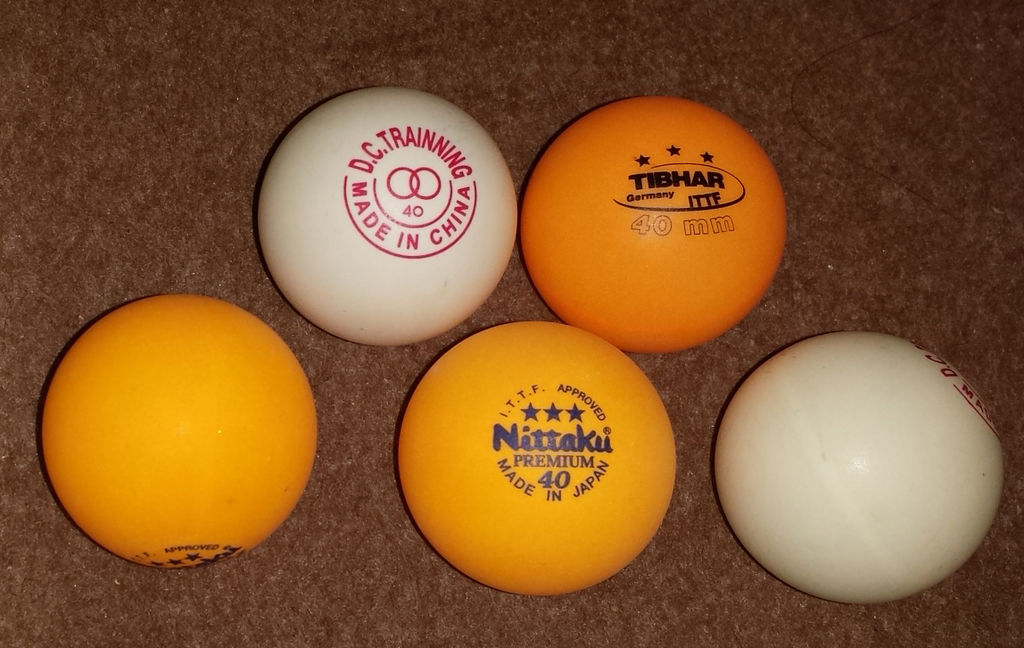 D.C.TRAINNING
40
MADE IN CHINA
TIBHAR
Germany ITTF
40 mm
I.T.T.F. APPROVED
Nittaku®
PREMIUM
40
MADE IN JAPAN
APPROVED
D.C